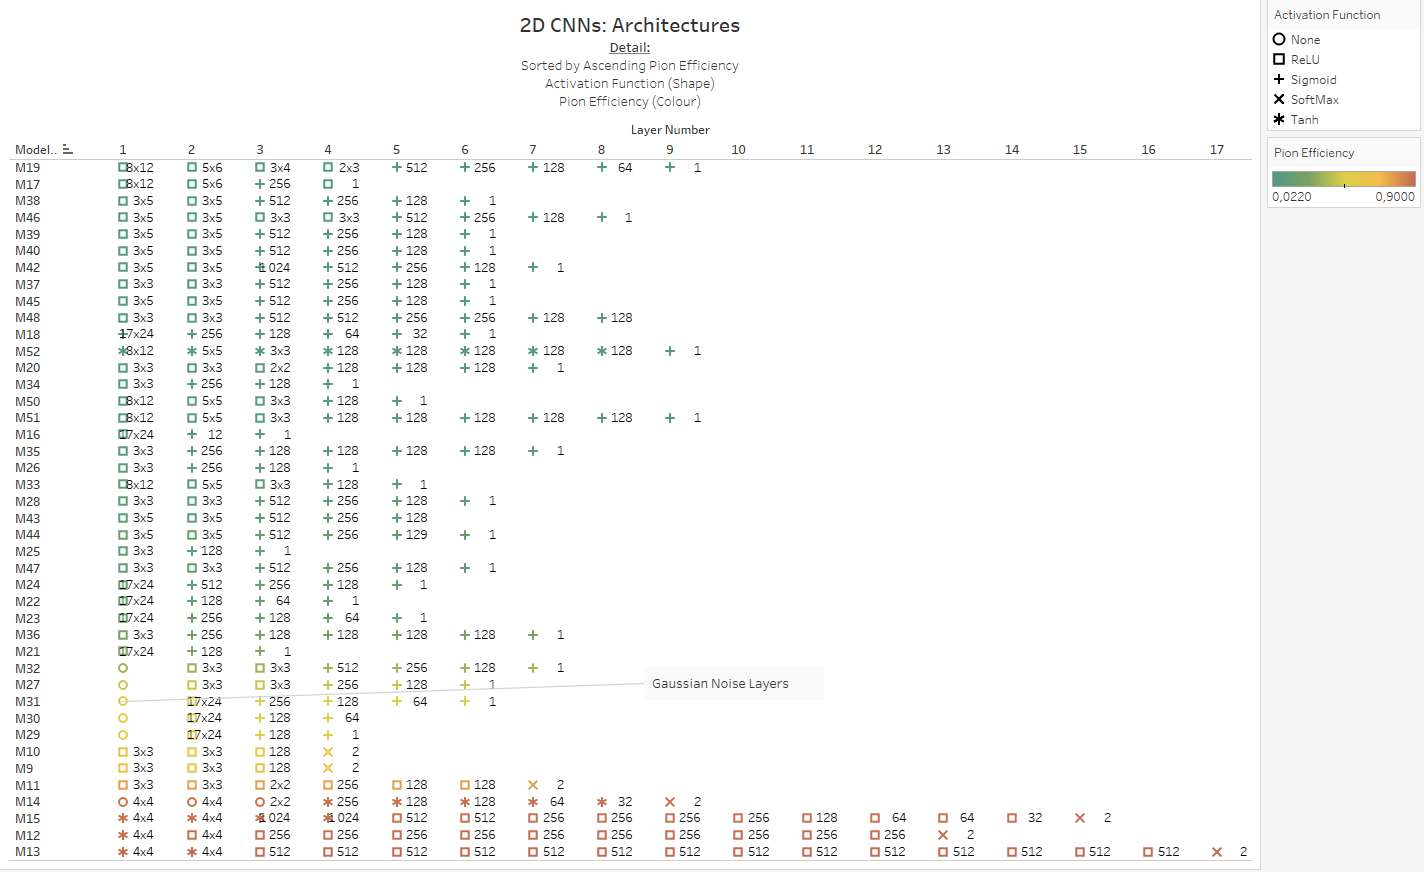 2D CNNs: Architectures
Detail:
Sorted by Ascending Pion Efficiency
Activation Function (Shape)
Pion Efficiency (Colour)
Layer Number
Model.. 1 2 3 4 5 6 7 8 9 10 11 12 13 14 15 16 17
M19 8x12 5x6 3x4 2x3 512 256 128 64 1
M17 8x12 5x6 256 1
M38 3x5 3x5 512 256 128 1
M46 3x5 3x5 3x3 3x3 512 256 128 1
M39 3x5 3x5 512 256 128 1
M40 3x5 3x5 512 256 128 1
M42 3x5 3x5 1024 512 256 128 1
M37 3x3 3x3 512 256 128 1
M45 3x5 3x5 512 256 128 1
M48 3x3 3x3 512 512 256 256 128 128
M18 17x24 256 128 64 32 1
M52 8x12 5x5 3x3 128 128 128 128 128 1
M20 3x3 3x3 2x2 128 128 128 1
M34 3x3 256 128 1
M50 8x12 5x5 3x3 128 1
M51 8x12 5x5 3x3 128 128 128 128 128 1
M16 17x24 12 1
M35 3x3 256 128 128 128 128 1
M26 3x3 256 128 1
M33 8x12 5x5 3x3 128 1
M28 3x3 3x3 512 256 128 1
M43 3x5 3x5 512 256 128
M44 3x5 3x5 512 256 129 1
M25 3x3 128 1
M47 3x3 3x3 512 256 128 1
M24 17x24 512 256 128 1
M22 17x24 128 64 1
M23 17x24 256 128 64 1
M36 3x3 256 128 128 128 128 1
M21 17x24 128 1
M32 3x3 3x3 512 256 128 1
M27 3x3 3x3 256 128 1
Gaussian Noise Layers
M31 17x24 256 128 64 1
M30 17x24 128 64
M29 17x24 128 1
M10 3x3 3x3 128 2
M9 3x3 3x3 128 2
M11 3x3 3x3 2x2 256 128 128 2
M14 4x4 4x4 2x2 256 128 128 64 32 2
M15 4x4 4x4 1024 1024 512 512 256 256 256 256 128 64 64 32 2
M12 4x4 4x4 256 256 256 256 256 256 256 256 256 256 2
M13 4x4 4x4 512 512 512 512 512 512 512 512 512 512 512 512 512 512 2
Activation Function
None
ReLU
Sigmoid
SoftMax
Tanh
Pion Efficiency
0,0220 0,9000